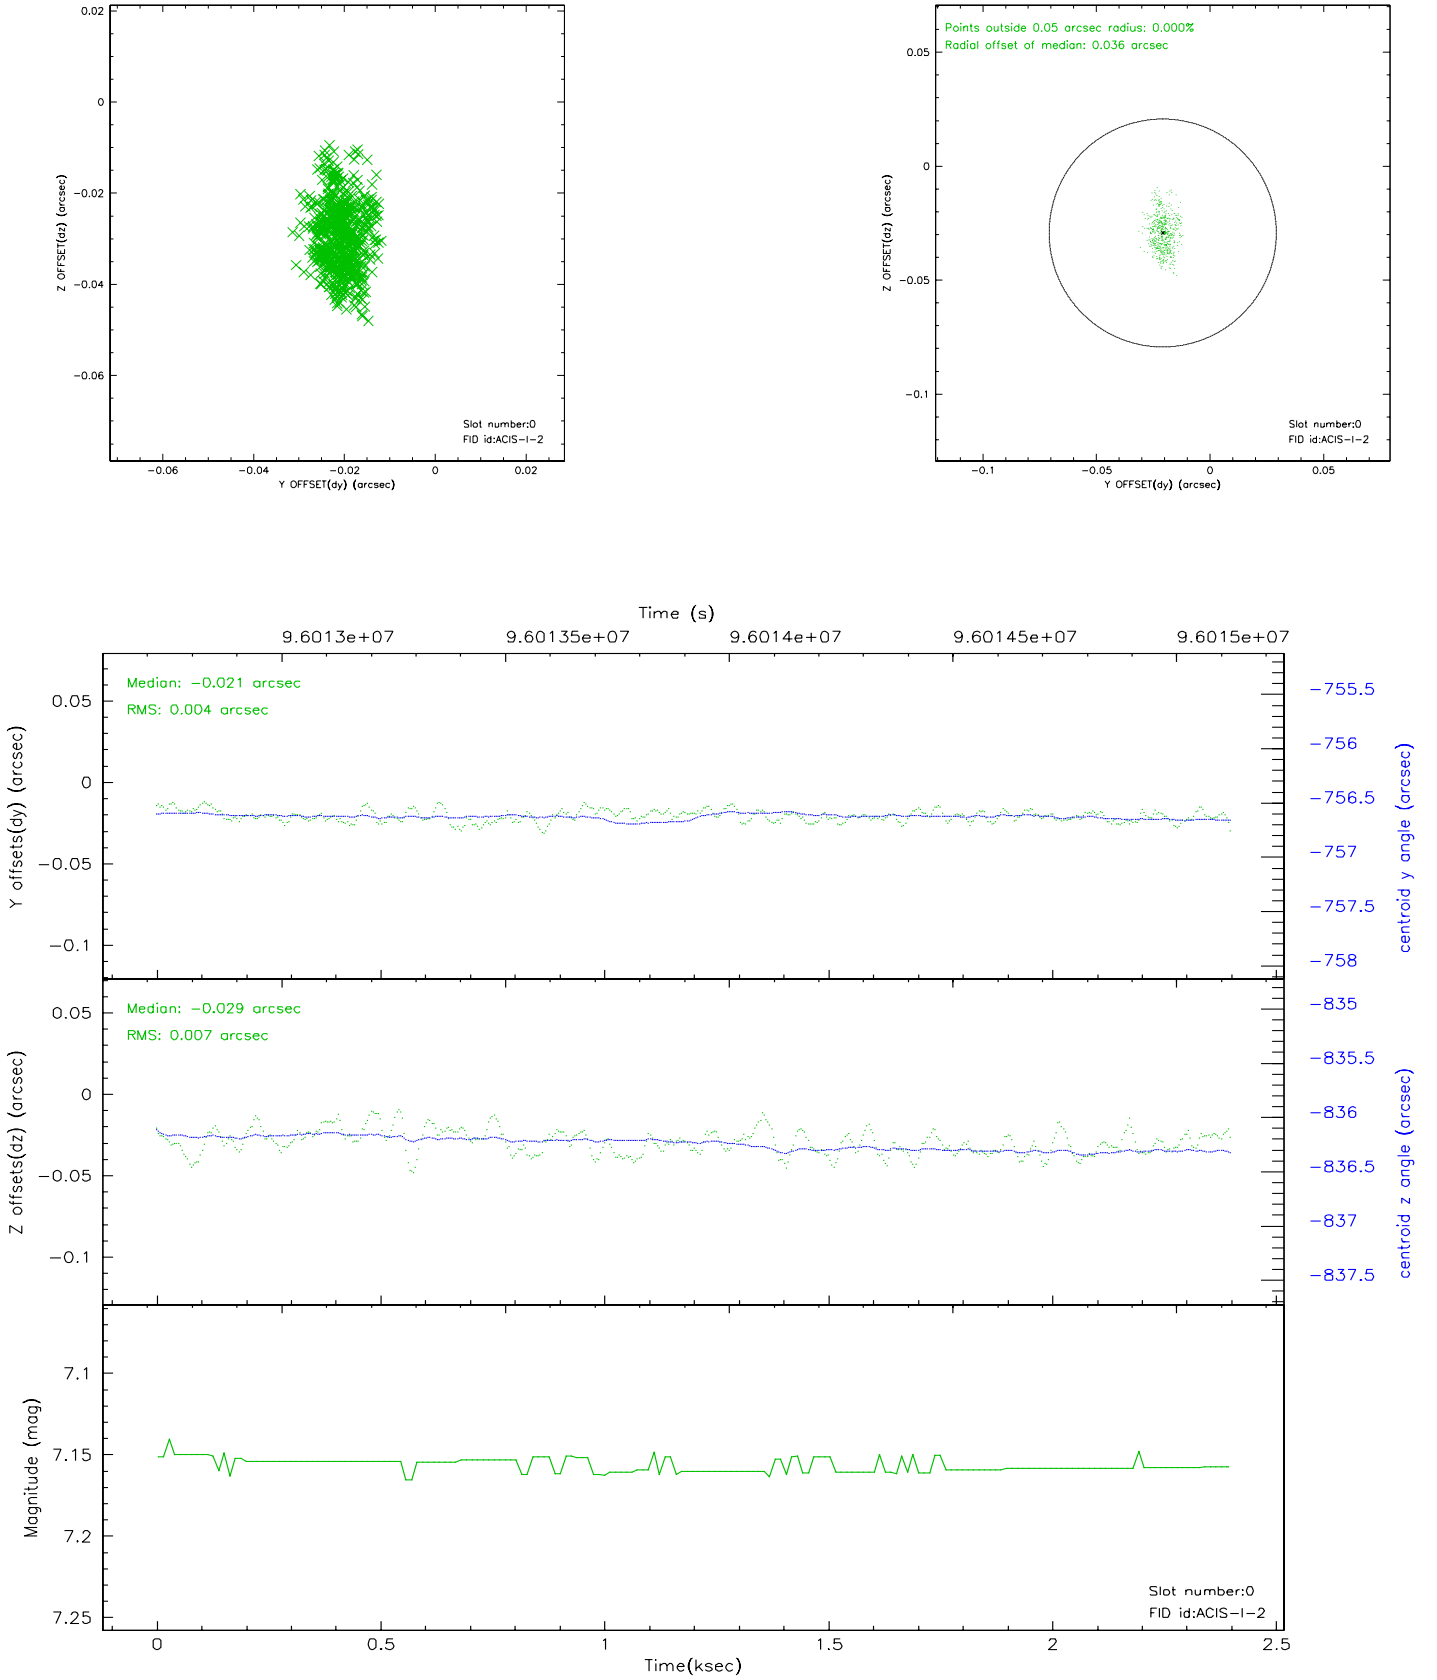 0.02
0
-0.02
-0.04
-0.06
Z OFFSET(dz) (arcsec)
Slot number:0
FID id:ACIS-I-2
-0.06
-0.04
-0.02
0
0.02
Y OFFSET(dy) (arcsec)
Points outside 0.05 arcsec radius: 0.000%
Radial offset of median: 0.036 arcsec
0.05
0
-0.05
-0.1
Z OFFSET(dz) (arcsec)
Slot number:0
FID id:ACIS-I-2
-0.1
-0.05
0
0.05
Y OFFSET(dy) (arcsec)
Time (s)
9.6013e+07
9.60135e+07
9.6014e+07
9.60145e+07
9.6015e+07
Median: -0.021 arcsec
RMS: 0.004 arcsec
0.05
0
-0.05
-0.1
Y offsets(dy) (arcsec)
-755.5
-756
-756.5
-757
-757.5
-758
centroid y angle (arcsec)
Median: -0.029 arcsec
RMS: 0.007 arcsec
0.05
0
-0.05
-0.1
Z offsets(dz) (arcsec)
-835
-835.5
-836
-836.5
-837
-837.5
centroid z angle (arcsec)
7.1
7.15
7.2
7.25
Magnitude (mag)
Slot number:0
FID id:ACIS-I-2
0
0.5
1
1.5
2
2.5
Time(ksec)